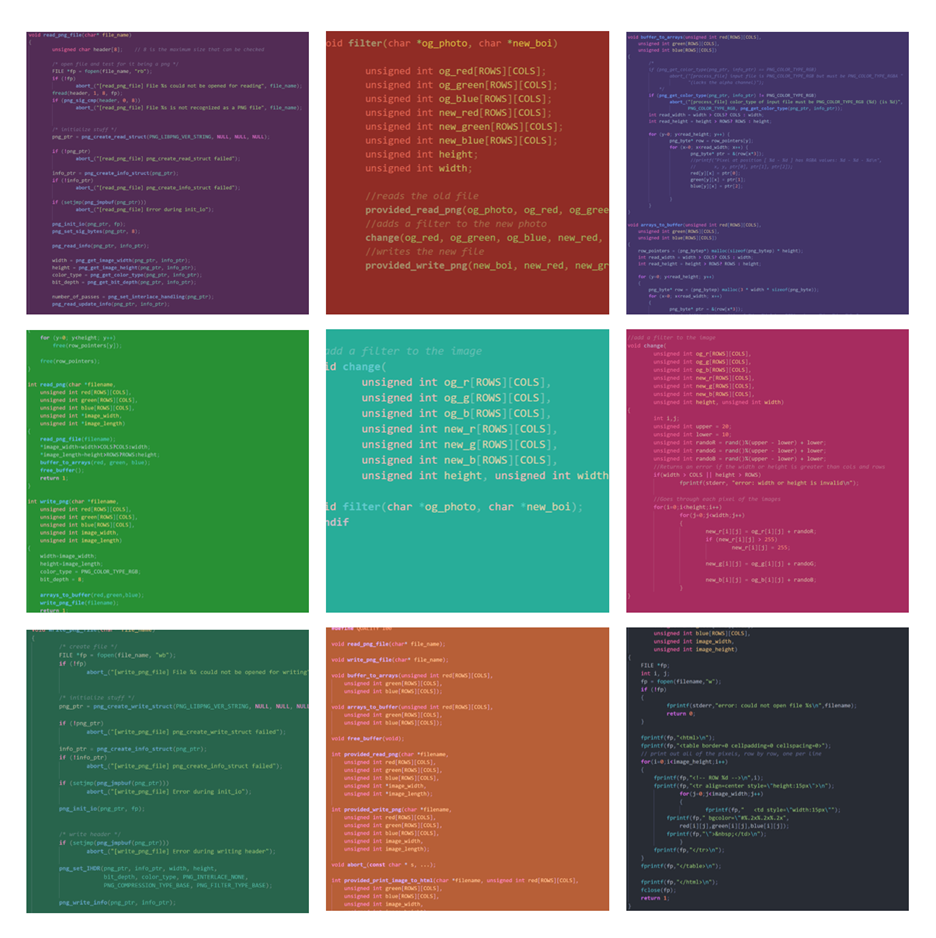 void read_png_file(char* file_name)
{
unsigned char header[8];    // 8 is the maximum size that can be checked
/* open file and test for it being a png */
FILE *fp = fopen(file_name, "rb");
if (!fp)
abort_("[read_png_file] File %s could not be opened for reading", file_name);
fread(header, 1, 8, fp);
if (png_sig_cmp(header, 0, 8))
abort_("[read_png_file] File %s is not recognized as a PNG file", file_name);
/* initialize stuff */
png_ptr = png_create_read_struct(PNG_LIBPNG_VER_STRING, NULL, NULL, NULL);
if (!png_ptr)
abort_("[read_png_file] png_create_read_struct failed");
info_ptr = png_create_info_struct(png_ptr);
if (!info_ptr)
abort_("[read_png_file] png_create_info_struct failed");
if (setjmp(png_jmpbuf(png_ptr)))
abort_("[read_png_file] Error during init_io");
png_init_io(png_ptr, fp);
png_set_sig_bytes(png_ptr, 8);
png_read_info(png_ptr, info_ptr);
width = png_get_image_width(png_ptr, info_ptr);
height = png_get_image_height(png_ptr, info_ptr);
color_type = png_get_color_type(png_ptr, info_ptr);
bit_depth = png_get_bit_depth(png_ptr, info_ptr);
number_of_passes = png_set_interlace_handling(png_ptr);
png_read_update_info(png_ptr, info_ptr);
oid filter(char *og_photo, char *new_boi)
unsigned int og_red[ROWS][COLS];
unsigned int og_green[ROWS][COLS];
unsigned int og_blue[ROWS][COLS];
unsigned int new_red[ROWS][COLS];
unsigned int new_green[ROWS][COLS];
unsigned int new_blue[ROWS][COLS];
unsigned int height;
unsigned int width;
//reads the old file
provided_read_png(og_photo, og_red, og_gree
//adds a filter to the new photo
change(og_red, og_green, og_blue, new_red,
//writes the new file
provided_write_png(new_boi, new_red, new_gr
void buffer_to_arrays(unsigned int red[ROWS][COLS],
unsigned int green[ROWS][COLS],
unsigned int blue[ROWS][COLS])
{
/*
if (png_get_color_type(png_ptr, info_ptr) == PNG_COLOR_TYPE_RGB)
abort_("[process_file] input file is PNG_COLOR_TYPE_RGB but must be PNG_COLOR_TYPE_RGBA "
"(lacks the alpha channel)");
*/
if (png_get_color_type(png_ptr, info_ptr) != PNG_COLOR_TYPE_RGB)
abort_("[process_file] color_type of input file must be PNG_COLOR_TYPE_RGB (%d) (is %d)",
PNG_COLOR_TYPE_RGB, png_get_color_type(png_ptr, info_ptr));
int read_width = width < COLS? COLS : width;
int read_height = height < ROWS? ROWS : height;
for (y=0; y<read_height; y++) {
png_byte* row = row_pointers[y];
for (x=0; x<read_width; x++) {
png_byte* ptr = &(row[x*3]);
red[y][x] = ptr[0];
green[y][x] = ptr[1];
blue[y][x] = ptr[2];
}
}
}
void arrays_to_buffer(unsigned int red[ROWS][COLS],
unsigned int green[ROWS][COLS],
unsigned int blue[ROWS][COLS])
{
row_pointers = (png_bytep*) malloc(sizeof(png_bytep) * height);
int read_width = width < COLS? COLS : width;
int read_height = height < ROWS? ROWS : height;
for (y=0; y<read_height; y++)
{
png_byte* row = (png_bytep) malloc(3 * width * sizeof(png_byte);
for (x=0; x<read_width; x++)
{
png_byte* ptr = &(row[x*3]);
for (y=0; y<height; y++)
free(row_pointers[y]);
free(row_pointers);
}
int read_png(char *filename,
unsigned int red[ROWS][COLS],
unsigned int green[ROWS][COLS],
unsigned int blue[ROWS][COLS],
unsigned int *image_width,
unsigned int *image_length)
{
read_png_file(filename);
*image_width=width>COLS?COLS:width;
*image_length=height>ROWS?ROWS:height;
buffer_to_arrays(red, green, blue);
free_buffer();
return 1;
}
int write_png(char *filename,
unsigned int red[ROWS][COLS],
unsigned int green[ROWS][COLS],
unsigned int blue[ROWS][COLS],
unsigned int image_width,
unsigned int image_length)
{
width=image_width;
height=image_length;
color_type = PNG_COLOR_TYPE_RGB;
bit_depth = 8;
arrays_to_buffer(red,green,blue);
write_png_file(filename);
return 1;
add a filter to the image
id change(
unsigned int og_r[ROWS][COLS],
unsigned int og_g[ROWS][COLS],
unsigned int og_b[ROWS][COLS],
unsigned int new_r[ROWS][COLS],
unsigned int new_g[ROWS][COLS],
unsigned int new_b[ROWS][COLS],
unsigned int height, unsigned int width
id filter(char *og_photo, char *new_boi);
ndif
//add a filter to the image
void change(
unsigned int og_r[ROWS][COLS],
unsigned int og_g[ROWS][COLS],
unsigned int og_b[ROWS][COLS],
unsigned int new_r[ROWS][COLS],
unsigned int new_g[ROWS][COLS],
unsigned int new_b[ROWS][COLS],
unsigned int height, unsigned int width)
{
int i,j;
unsigned int upper = 20;
unsigned int lower = 10;
unsigned int randoR = rand()%(upper - lower) + lower;
unsigned int randoG = rand()%(upper - lower) + lower;
unsigned int randoB = rand()%(upper - lower) + lower;
//Returns an error if the width or height is greater than cols and rows
if(width > COLS || height > ROWS)
fprintf(stderr, "error: width or height is invalid\n");
//Goes through each pixel of the images
for(i=0;i<height;i++)
for(j=0;j<width;j++)
{
new_r[i][j] = og_r[i][j] + randoR;
if (new_r[i][j] > 255)
new_r[i][j] = 255;
new_g[i][j] = og_g[i][j] + randoG;
new_b[i][j] = og_b[i][j] + randoB;
}
}
void write_png_file(char* file_name)
{
/* create file */
FILE *fp = fopen(file_name, "wb");
if (!fp)
abort_("[write_png_file] File %s could not be opened for writing"
/* initialize stuff */
png_ptr = png_create_write_struct(PNG_LIBPNG_VER_STRING, NULL, NULL, NULL
if (!png_ptr)
abort_("[write_png_file] png_create_write_struct failed");
info_ptr = png_create_info_struct(png_ptr);
if (!info_ptr)
abort_("[write_png_file] png_create_info_struct failed");
if (setjmp(png_jmpbuf(png_ptr)))
abort_("[write_png_file] Error during init_io");
png_init_io(png_ptr, fp);
/* write header */
if (setjmp(png_jmpbuf(png_ptr)))
abort_("[write_png_file] Error during writing header");
png_set_IHDR(png_ptr, info_ptr, width, height,
bit_depth, color_type, PNG_INTERLACE_NONE,
PNG_COMPRESSION_TYPE_BASE, PNG_FILTER_TYPE_BASE);
png_write_info(png_ptr, info_ptr);
#define QUALITY 100
void read_png_file(char* file_name);
void write_png_file(char* file_name);
void buffer_to_arrays(unsigned int red[ROWS][COLS],
unsigned int green[ROWS][COLS],
unsigned int blue[ROWS][COLS]);
void arrays_to_buffer(unsigned int red[ROWS][COLS],
unsigned int green[ROWS][COLS],
unsigned int blue[ROWS][COLS]);
void free_buffer(void);
int provided_read_png(char *filename,
unsigned int red[ROWS][COLS],
unsigned int green[ROWS][COLS],
unsigned int blue[ROWS][COLS],
unsigned int *image_width,
unsigned int *image_length);
int provided_write_png(char *filename,
unsigned int red[ROWS][COLS],
unsigned int green[ROWS][COLS],
unsigned int blue[ROWS][COLS],
unsigned int image_width,
unsigned int image_length);
void abort_(const char * s, ...);
int provided_print_image_to_html(char *filename, unsigned int red[ROWS][COLS],
unsigned int green[ROWS][COLS],
unsigned int blue[ROWS][COLS],
unsigned int image_width,
unsigned int blue[ROWS][COLS],
unsigned int image_width,
unsigned int image_height)
{
FILE *fp;
int i, j;
fp = fopen(filename,"w");
if (!fp)
{
fprintf(stderr,"error: could not open file %s\n",filename);
return 0;
}
fprintf(fp,"<html>\n");
fprintf(fp,"<table border=0 cellpadding=0 cellspacing=0>");
// print out all of the pixels, row by row, one per line
for(i=0;i<image_height;i++)
{
fprintf(fp,"<!-- ROW %d -->\n",i);
fprintf(fp,"<tr align=center style=\"height:15px\">\n");
for(j=0;j<image_width;j++)
{
fprintf(fp,"   <td style=\"width:15px\"");
fprintf(fp," bgcolor=\"#%.2x%.2x%.2x",
red[i][j],green[i][j],blue[i][j]);
fprintf(fp,"\">&nbsp;</td>\n");
}
fprintf(fp,"</tr>\n");
}
fprintf(fp,"</table>\n");
fprintf(fp,"</html>\n");
fclose(fp);
return 1;
}